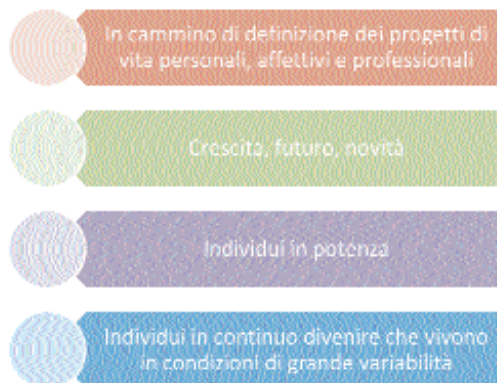 In cammino di definizione dei progetti di
vita personali, affettivi e professionali
Crescita, futuro, novità
Individui in potenza
Individui in continuo divenire che vivono
in condizioni di grande variabilità